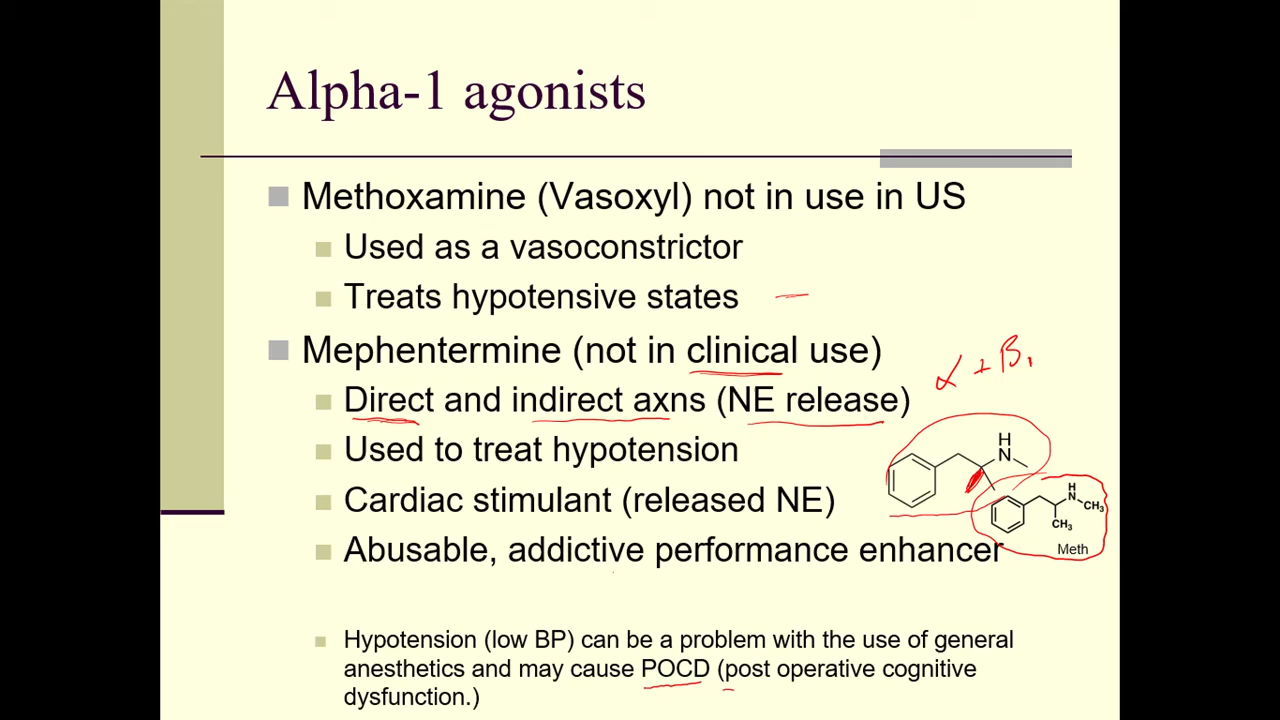 Alpha-1 agonists
Methoxamine (Vasoxyl) not in use in US
Used as a vasoconstrictor
Treats hypotensive states
Mephentermine (not in clinical use)
α + β₁
Direct and indirect axns (NE release)
Used to treat hypotension
H
N
Cardiac stimulant (released NE)
H
N
CH₃
CH₃
Abusable, addictive performance enhancer
Meth
Hypotension (low BP) can be a problem with the use of general
anesthetics and may cause POCD (post operative cognitive
dysfunction.)